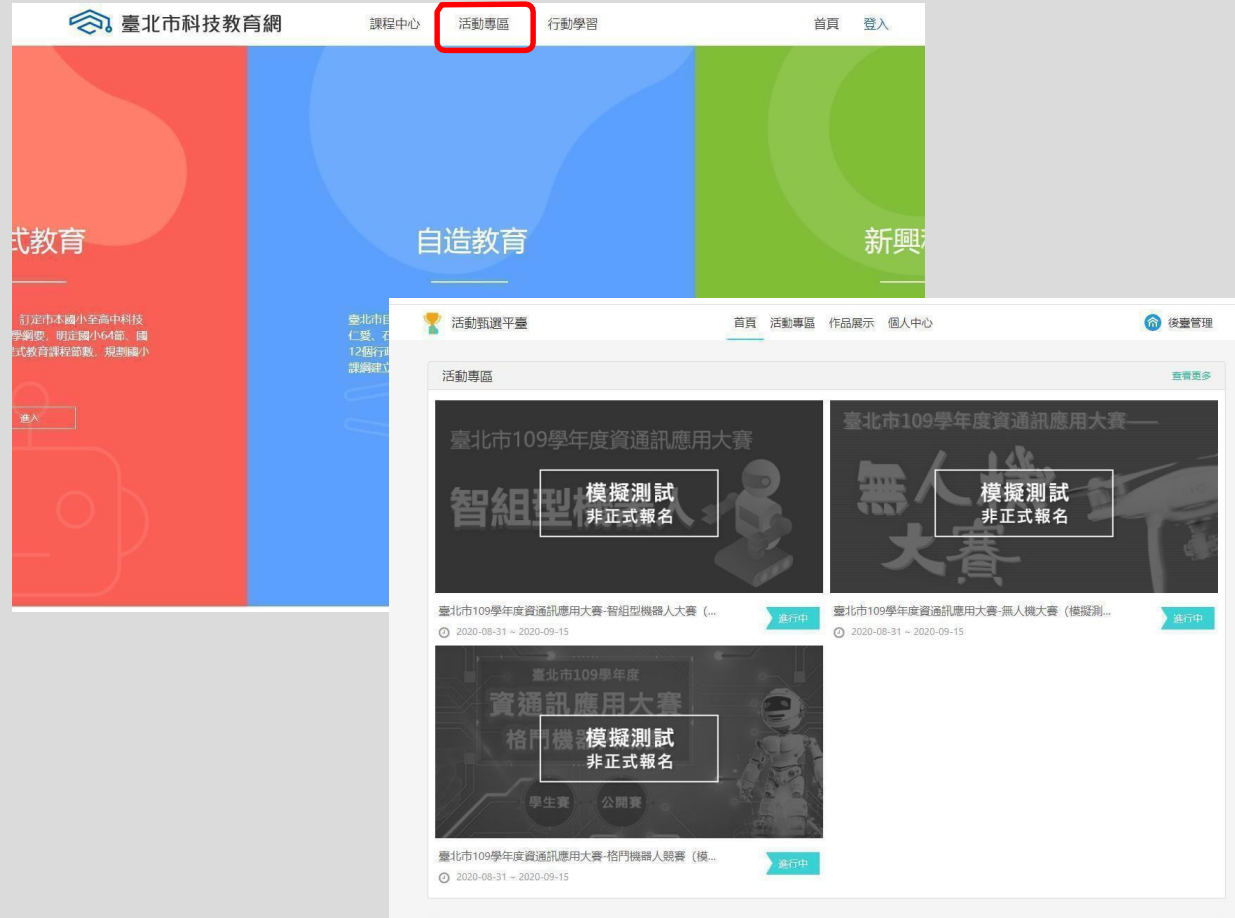 臺北市科技教育網
課程中心 活動專區 行動學習 首頁 登入
式教育
訂定市本國小至高中科技
學綱要，明定國小64節、國
式教育課程節數，規劃國小
進入
自造教育
臺北市
仁愛、
12個行政
課綱建立
新興
活動甄選平臺
首頁 活動專區 作品展示 個人中心 後臺管理
活動專區 查看更多
臺北市109學年度資通訊應用大賽
智組型機器人
模擬測試
非正式報名
臺北市109學年度資通訊應用大賽-智組型機器人大賽（... 進行中
2020-08-31 ~ 2020-09-15
臺北市109學年度資通訊應用大賽
無人機
大賽
模擬測試
非正式報名
臺北市109學年度資通訊應用大賽-無人機大賽（模擬測... 進行中
2020-08-31 ~ 2020-09-15
臺北市109學年度
資通訊應用大賽
格鬥機器
模擬測試
非正式報名
學生賽 公開賽
臺北市109學年度資通訊應用大賽-格鬥機器人競賽（模... 進行中
2020-08-31 ~ 2020-09-15